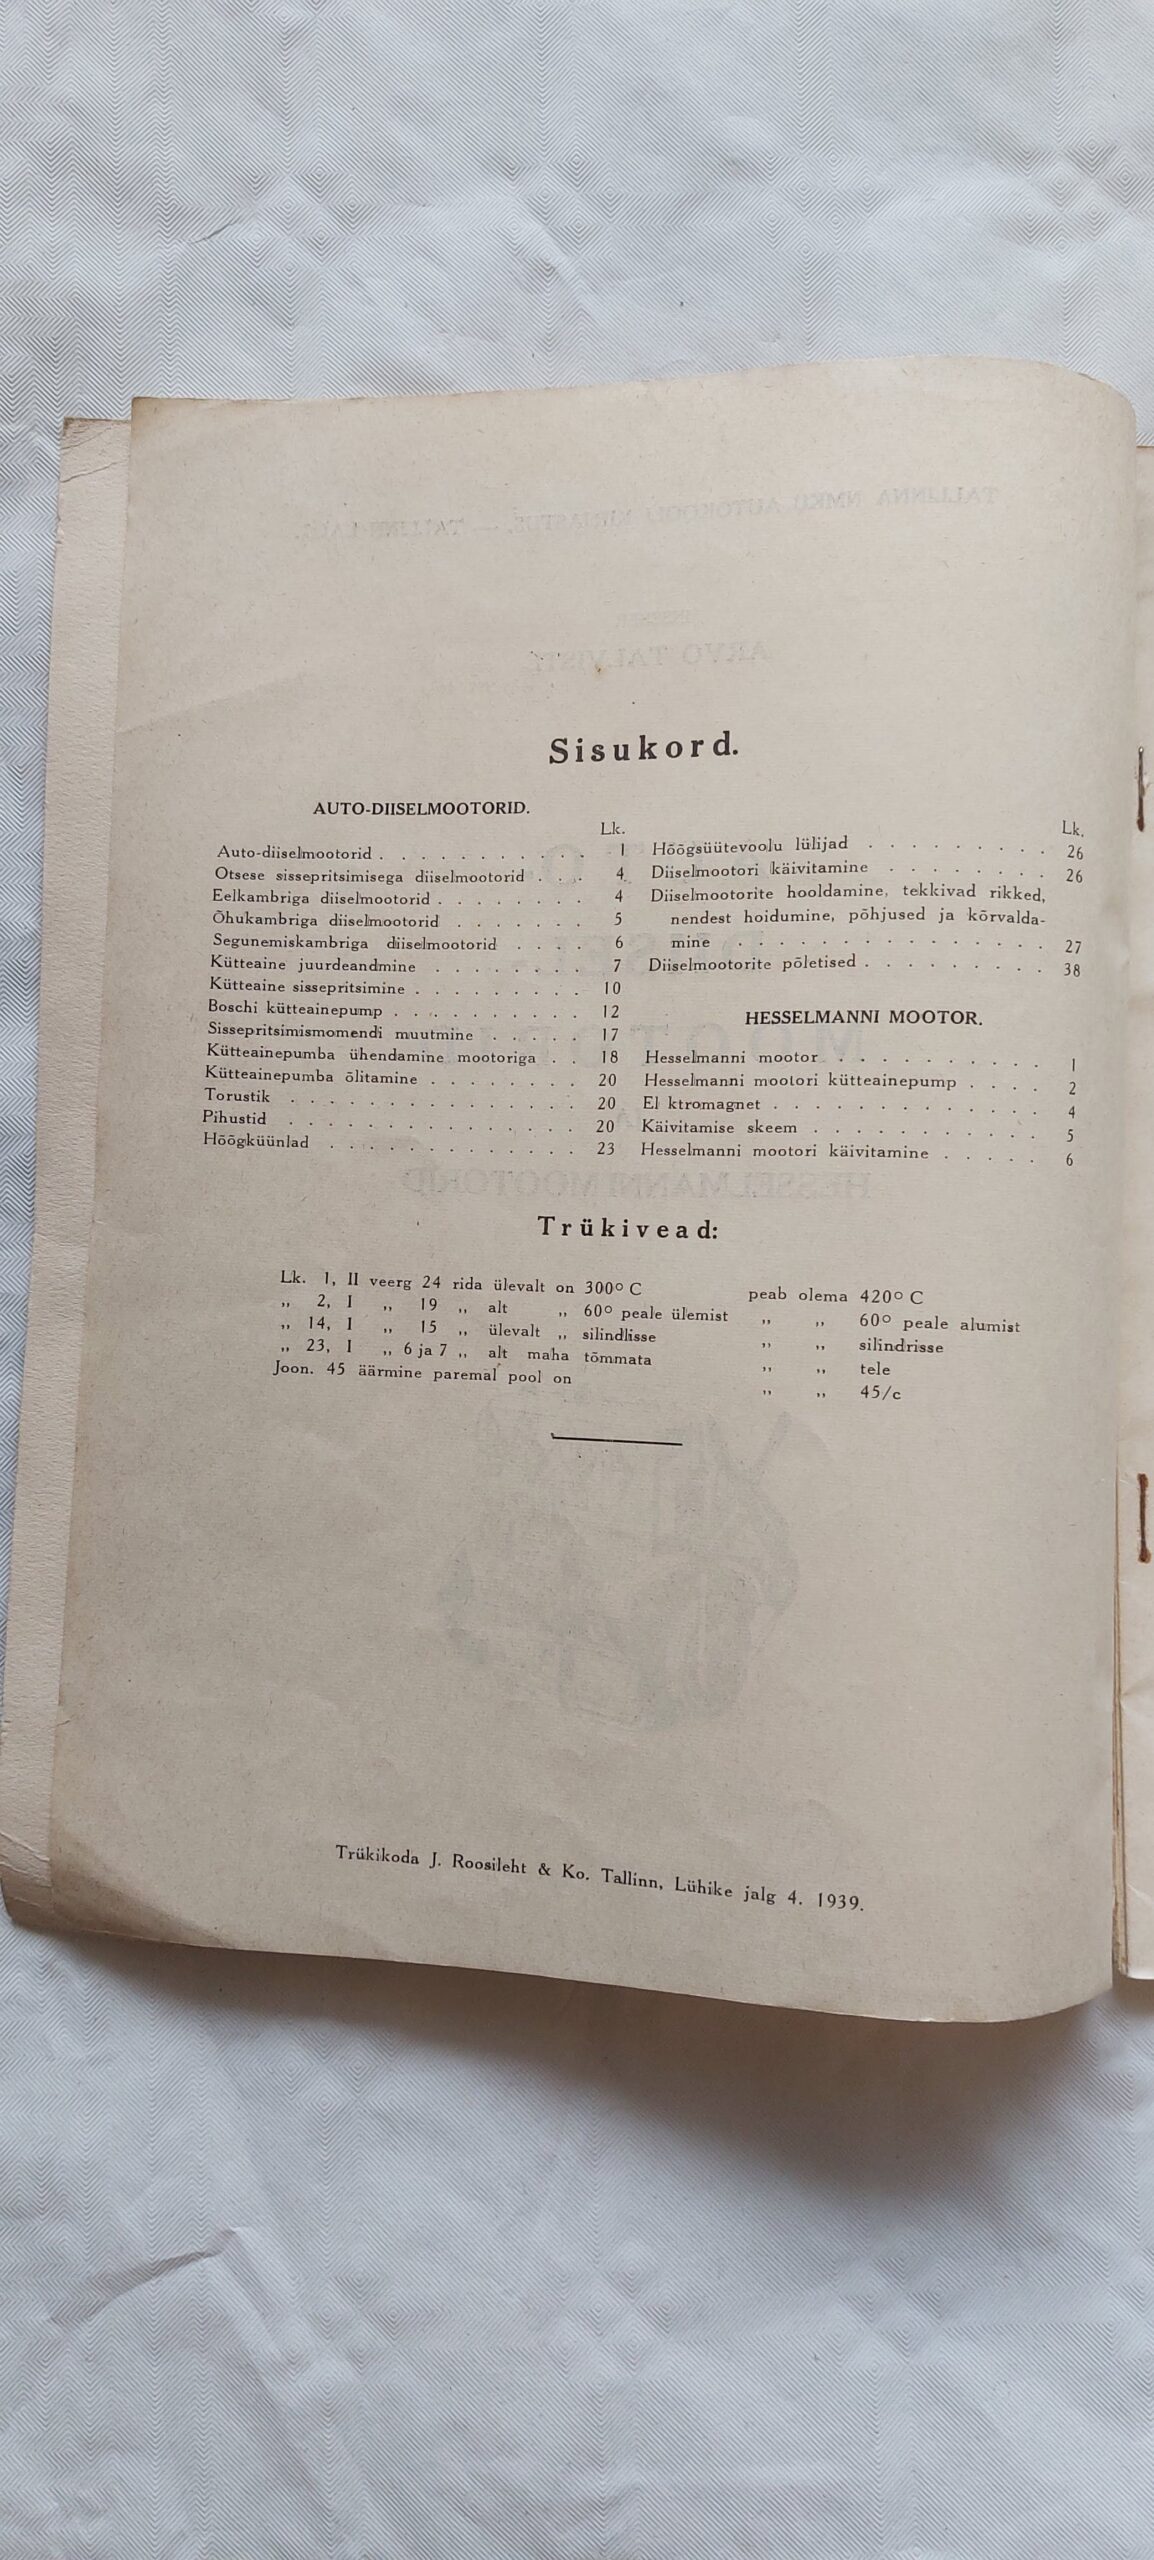 Sisukord.
AUTO-DIISELMOOTORID.
Lk.
Auto-diiselmootorid . . . . . . . . . . . 1
Otsese sissepritsimisega diiselmootorid . . . 4
Eelkambriga diiselmootorid . . . . . . . . 4
Õhukambriga diiselmootorid . . . . . . . 5
Segunemiskambriga diiselmootorid . . . . 6
Kütteaine juurdeandmine . . . . . . . . 7
Kütteaine sissepritsimine . . . . . . . . . 10
Boschi kütteainepump . . . . . . . . . . 12
Sissepritsimismomendi muutmine . . . . . 17
Kütteainepumba ühendamine mootoriga . . 18
Kütteainepumba õlitamine . . . . . . . . 20
Torustik . . . . . . . . . . . . . . . 20
Pihustid . . . . . . . . . . . . . . . 20
Hõõgküünlad . . . . . . . . . . . . . 23
Lk.
Hõõgsüütevoolu lülijad . . . . . . . . . 26
Diiselmootori käivitamine . . . . . . . . 26
Diiselmootorite hooldamine, tekkivad rikked,
nendest hoidumine, põhjused ja kõrvalda-
mine . . . . . . . . . . . . . . . 27
Diiselmootorite põletised . . . . . . . . . 38
HESSELMANNI MOOTOR.
Hesselmanni mootor . . . . . . . . . . 1
Hesselmanni mootori kütteainepump . . . . 2
El ktromagnet . . . . . . . . . . . . . 4
Käivitamise skeem . . . . . . . . . . . 5
Hesselmanni mootori käivitamine . . . . . 6
Trükivead:
Lk. 1, II veerg 24 rida ülevalt on 300° C peab olema 420° C
„ 2, I „ 19 „ alt „ 60° peale ülemist „ „ 60° peale alumist
„ 14, I „ 15 „ ülevalt „ silindlisse „ „ silindrisse
„ 23, I „ 6 ja 7 „ alt maha tõmmata „ „ tele
Joon. 45 äärmine paremal pool on „ „ 45/c
Trükikoda J. Roosileht & Ko. Tallinn, Lühike jalg 4. 1939.